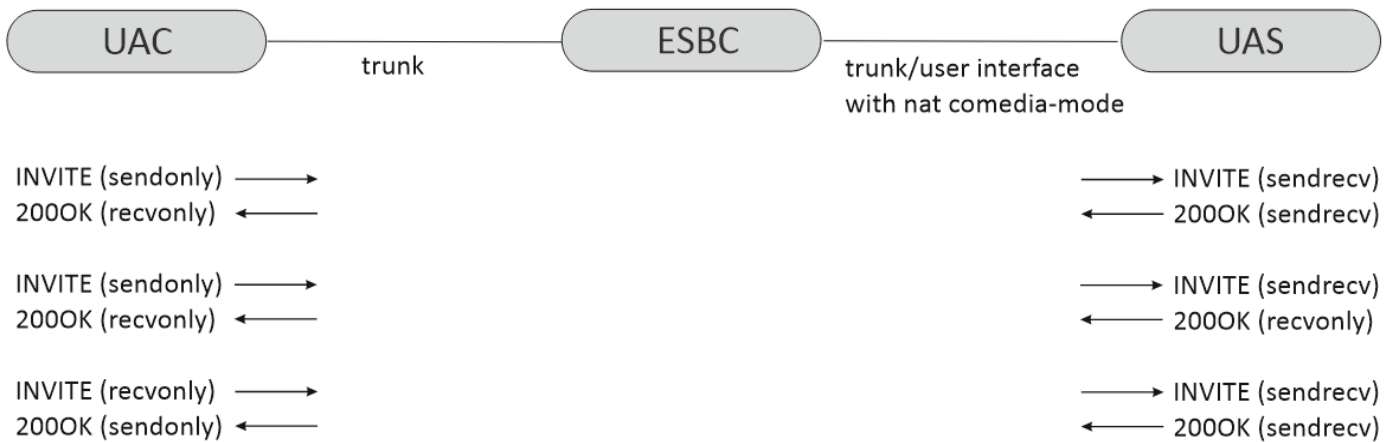 UAC
ESBC
UAS
trunk
trunk/user interface
with nat comedia-mode
INVITE (sendonly)
INVITE (sendrecv)
200OK (recvonly)
200OK (sendrecv)
INVITE (sendonly)
INVITE (sendrecv)
200OK (recvonly)
200OK (recvonly)
INVITE (recvonly)
INVITE (sendrecv)
200OK (sendonly)
200OK (sendrecv)